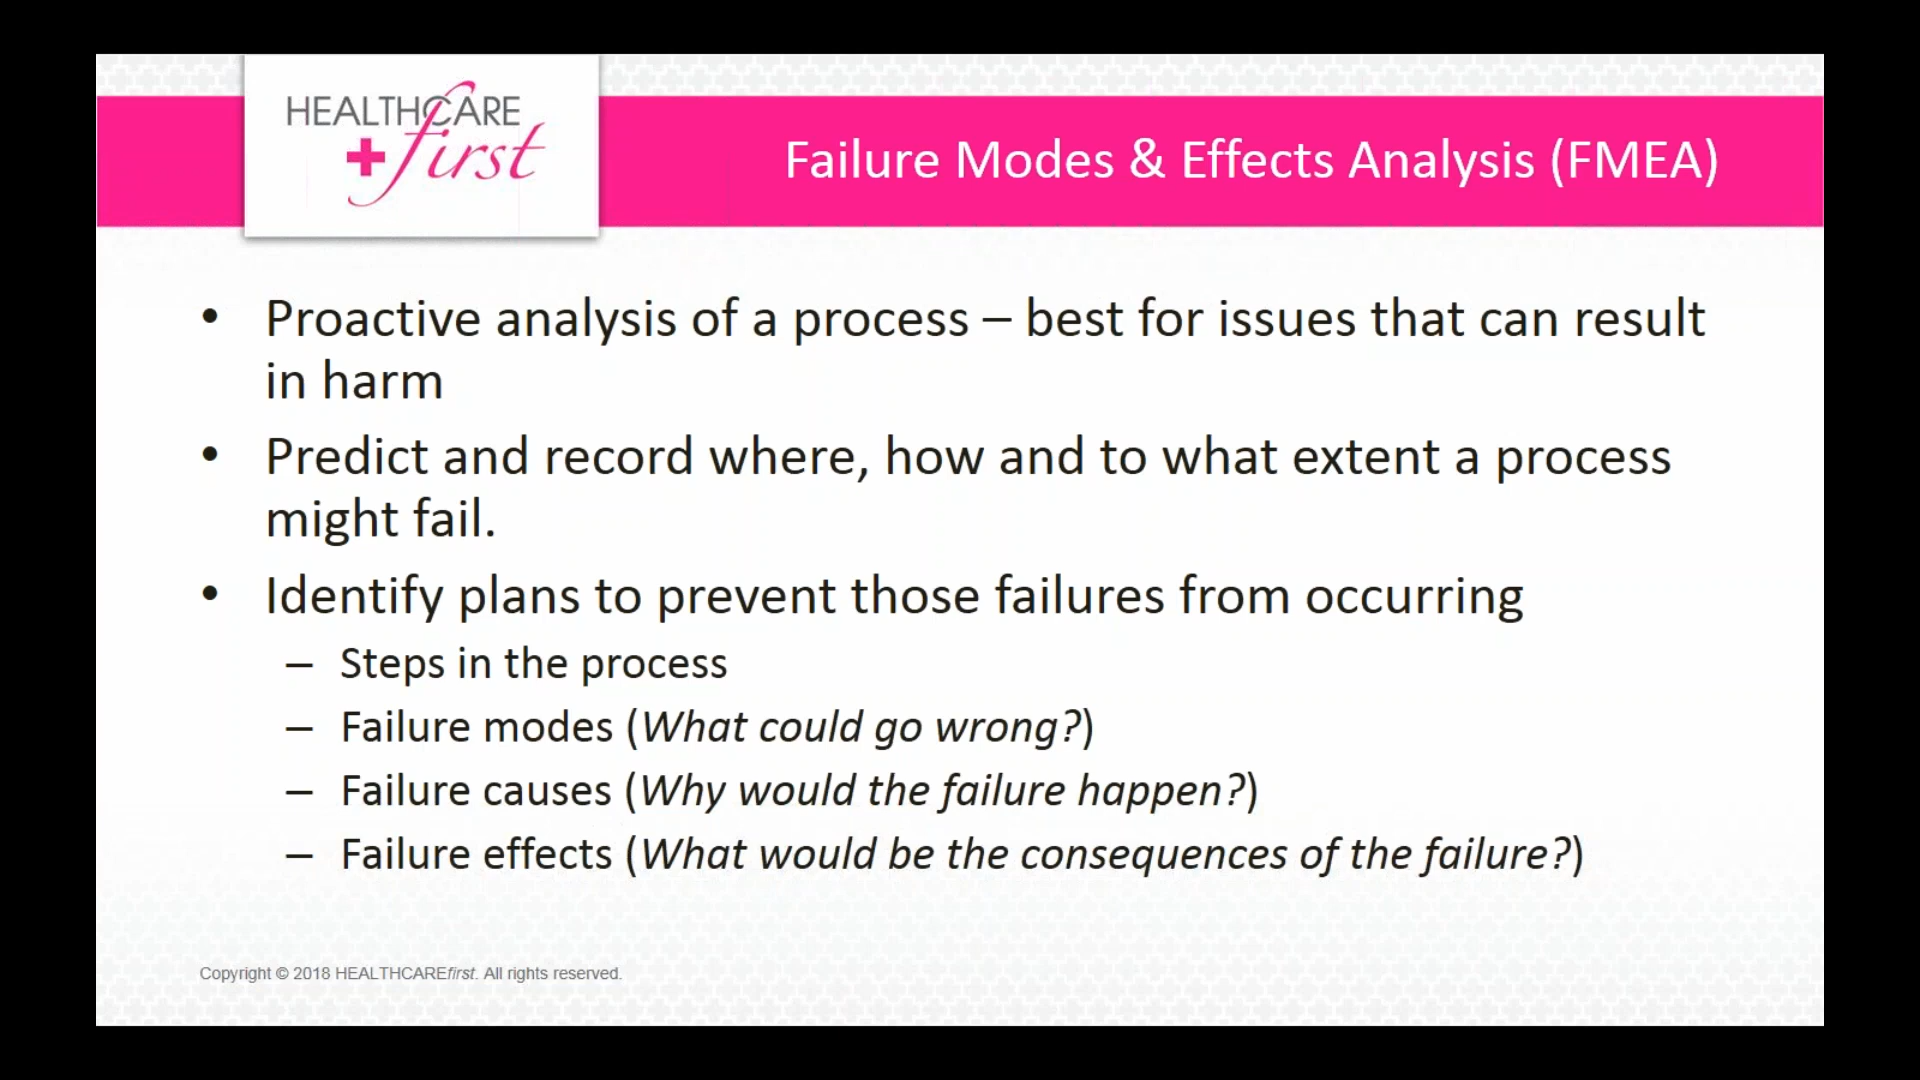 HEALTHCARE
first
Failure Modes & Effects Analysis (FMEA)
• Proactive analysis of a process – best for issues that can result
in harm
• Predict and record where, how and to what extent a process
might fail.
• Identify plans to prevent those failures from occurring
– Steps in the process
– Failure modes (What could go wrong?)
– Failure causes (Why would the failure happen?)
– Failure effects (What would be the consequences of the failure?)
Copyright © 2018 HEALTHCAREfirst. All rights reserved.